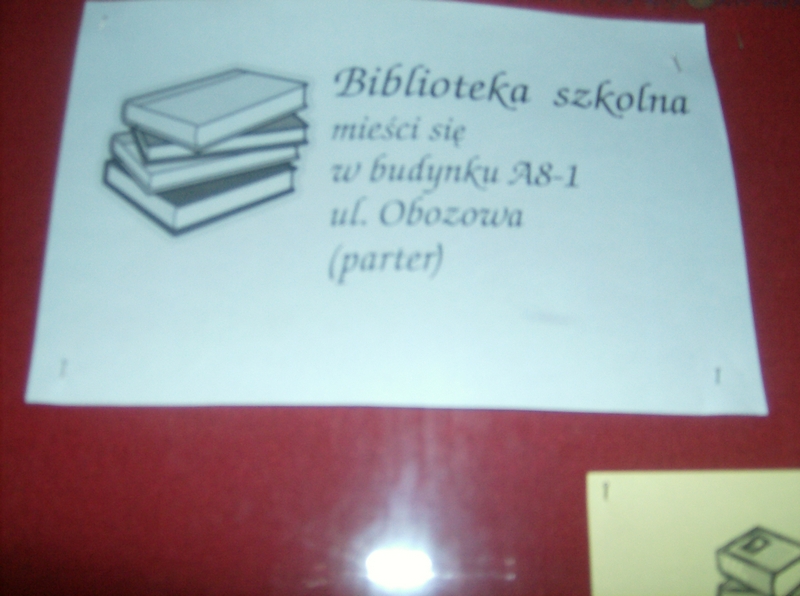 Biblioteka szkolna
mieści się
w budynku A8-1
ul. Obozowa
(parter)